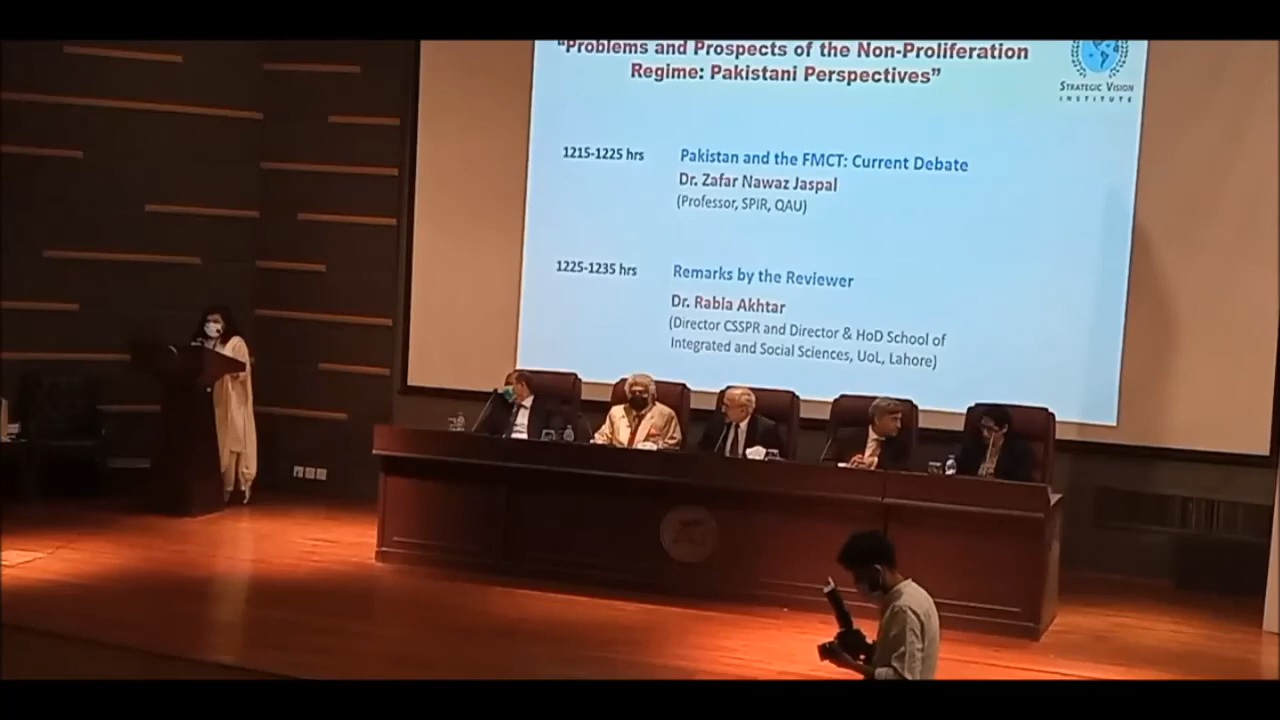 "Problems and Prospects of the Non-Proliferation
Regime: Pakistani Perspectives"
STRATEGIC VISION
INSTITUTE
1215-1225 hrs
Pakistan and the FMCT: Current Debate
Dr. Zafar Nawaz Jaspal
(Professor, SPIR, QAU)
1225-1235 hrs
Remarks by the Reviewer
Dr. Rabia Akhtar
(Director CSSPR and Director & HoD School of
Integrated and Social Sciences, UoL, Lahore)